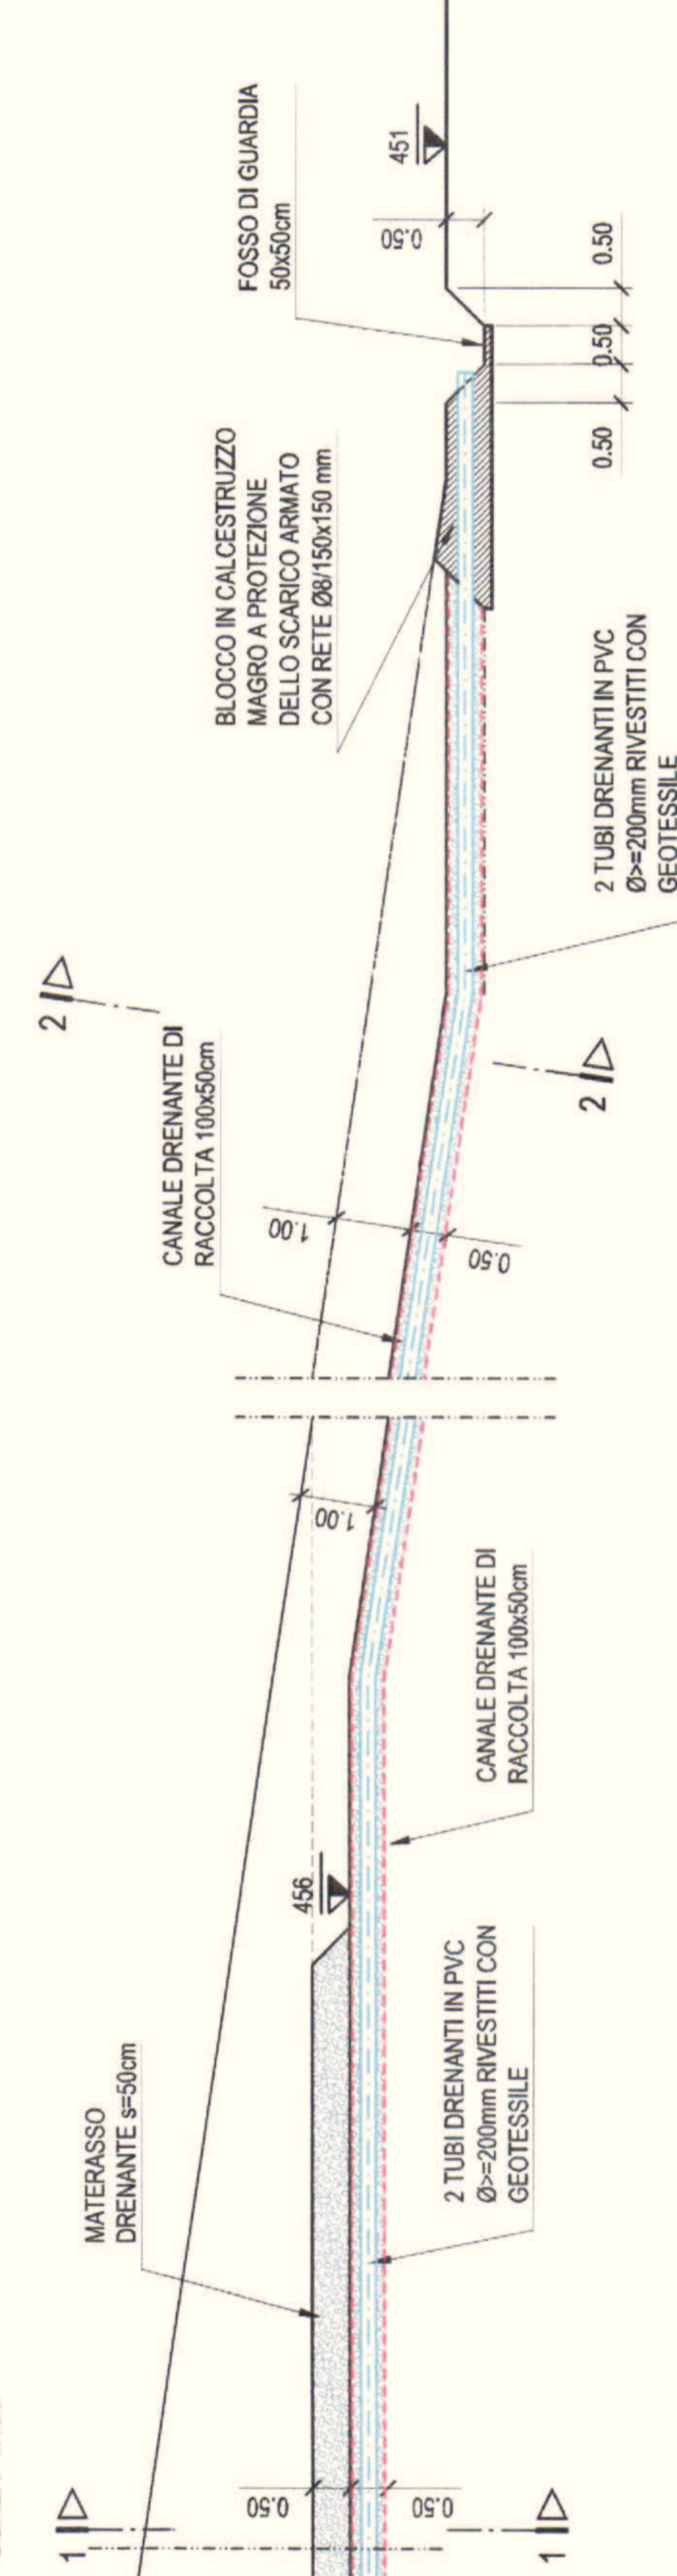 MATERASSO
DRENANTE s=50cm
456
2 TUBI DRENANTI IN PVC
Ø>=200mm RIVESTITI CON
GEOTESSILE
CANALE DRENANTE DI
RACCOLTA 100x50cm
0.50
0.50
1
1
1.00
CANALE DRENANTE DI
RACCOLTA 100x50cm
1.00
0.50
2
2
BLOCCO IN CALCESTRUZZO
MAGRO A PROTEZIONE
DELLO SCARICO ARMATO
CON RETE Ø8/150x150 mm
2 TUBI DRENANTI IN PVC
Ø>=200mm RIVESTITI CON
GEOTESSILE
FOSSO DI GUARDIA
50x50cm
451
0.50
0.50
0.50
0.50